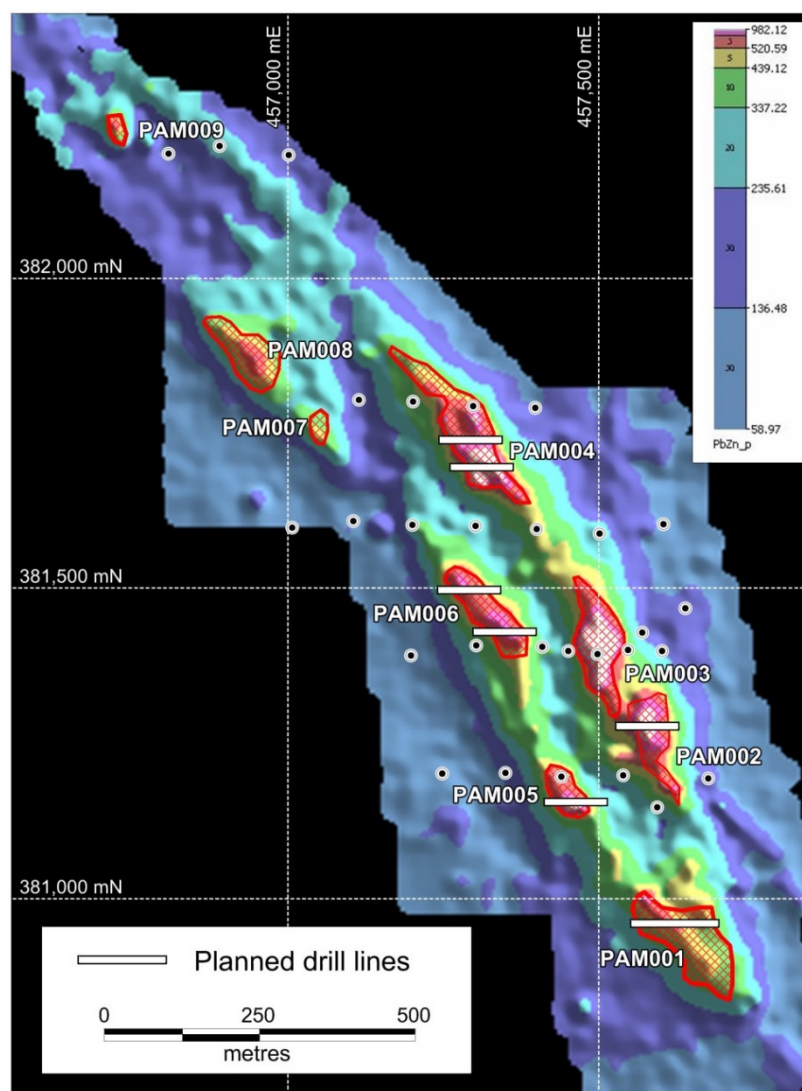 457,000 mE
457,500 mE
982.12
3
520.59
5
439.12
10
337.22
20
235.61
30
136.48
30
58.97
PbZn_p
PAM009
382,000 mN
PAM008
PAM007
PAM004
381,500 mN
PAM006
PAM003
PAM002
PAM005
381,000 mN
PAM001
Planned drill lines
0 250 500
metres